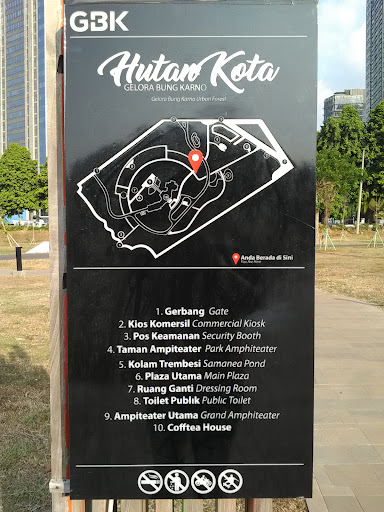 GBK
Hutan Kota
GELORA BUNG KARNO
Gelora Bung Karno Urban Forest
Anda Berada di Sini
1. Gerbang Gate
2. Kios Komersil Commercial Kiosk
3. Pos Keamanan Security Booth
4. Taman Ampiteater Park Amphiteater
5. Kolam Trembesi Samanea Pond
6. Plaza Utama Main Plaza
7. Ruang Ganti Dressing Room
8. Toilet Publik Public Toilet
9. Ampiteater Utama Grand Amphiteater
10. Cofftea House